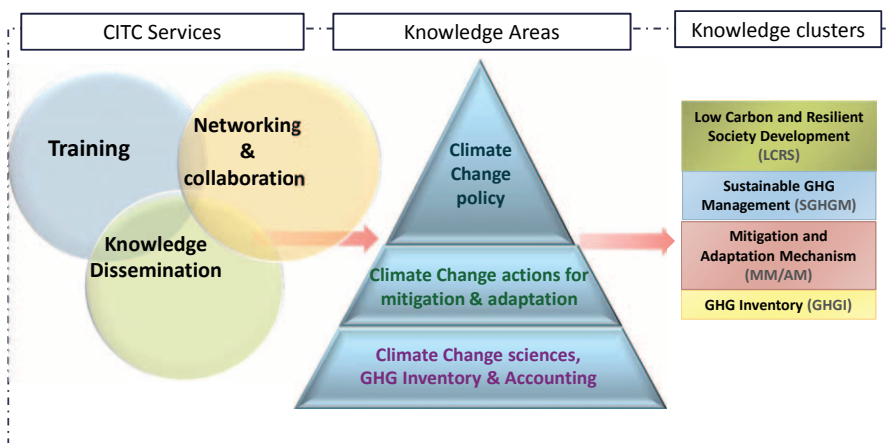 CITC Services
Knowledge Areas
Knowledge clusters
Training
Networking
&
collaboration
Knowledge
Dissemination
Climate
Change
policy
Climate Change actions for
mitigation & adaptation
Climate Change sciences,
GHG Inventory & Accounting
Low Carbon and Resilient
Society Development
(LCRS)
Sustainable GHG
Management (SGHGM)
Mitigation and
Adaptation Mechanism
(MM/AM)
GHG Inventory (GHGI)